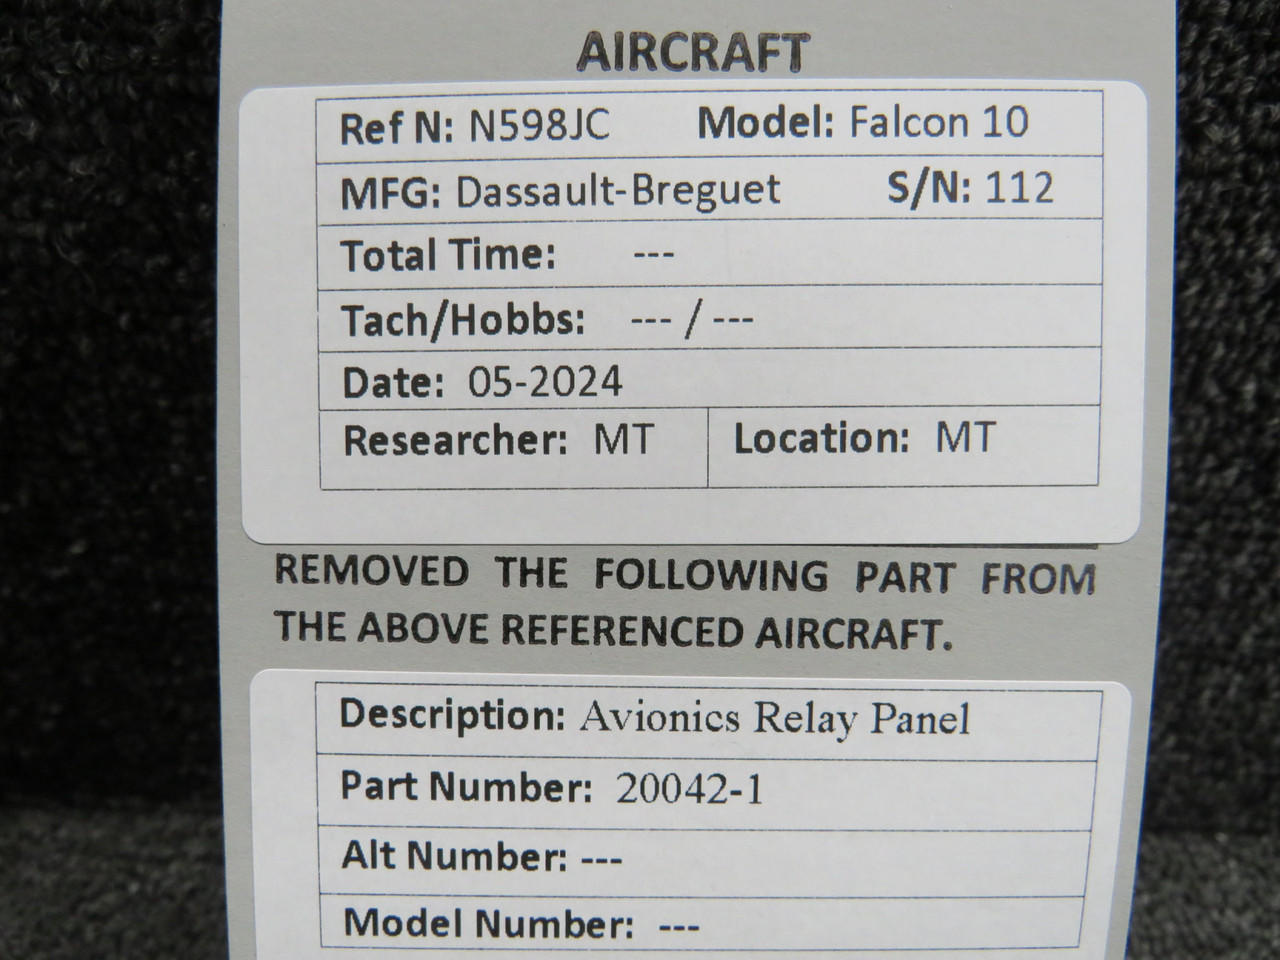 AIRCRAFT
Ref N: N598JC Model: Falcon 10
MFG: Dassault-Breguet S/N: 112
Total Time: ---
Tach/Hobbs: --- / ---
Date: 05-2024
Researcher: MT Location: MT
REMOVED THE FOLLOWING PART FROM
THE ABOVE REFERENCED AIRCRAFT.
Description: Avionics Relay Panel
Part Number: 20042-1
Alt Number: ---
Model Number: ---